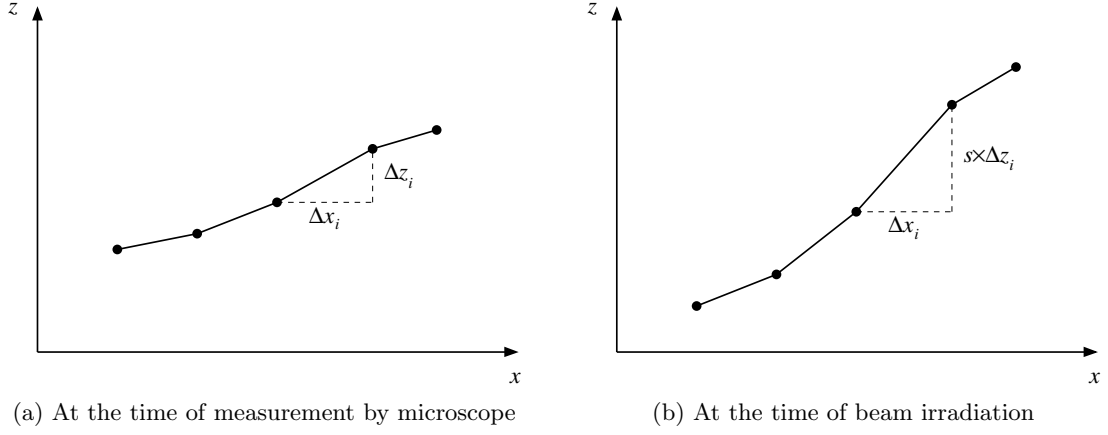 z
Δz_i
Δx_i
x
(a) At the time of measurement by microscope
z
s×Δz_i
Δx_i
x
(b) At the time of beam irradiation